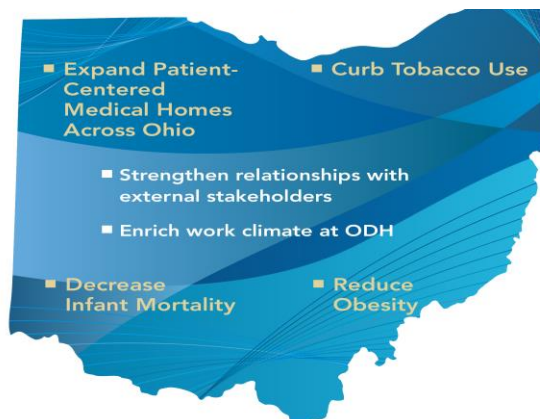 Expand Patient-
Centered
Medical Homes
Across Ohio
Curb Tobacco Use
Strengthen relationships with
external stakeholders
Enrich work climate at ODH
Decrease
Infant Mortality
Reduce
Obesity